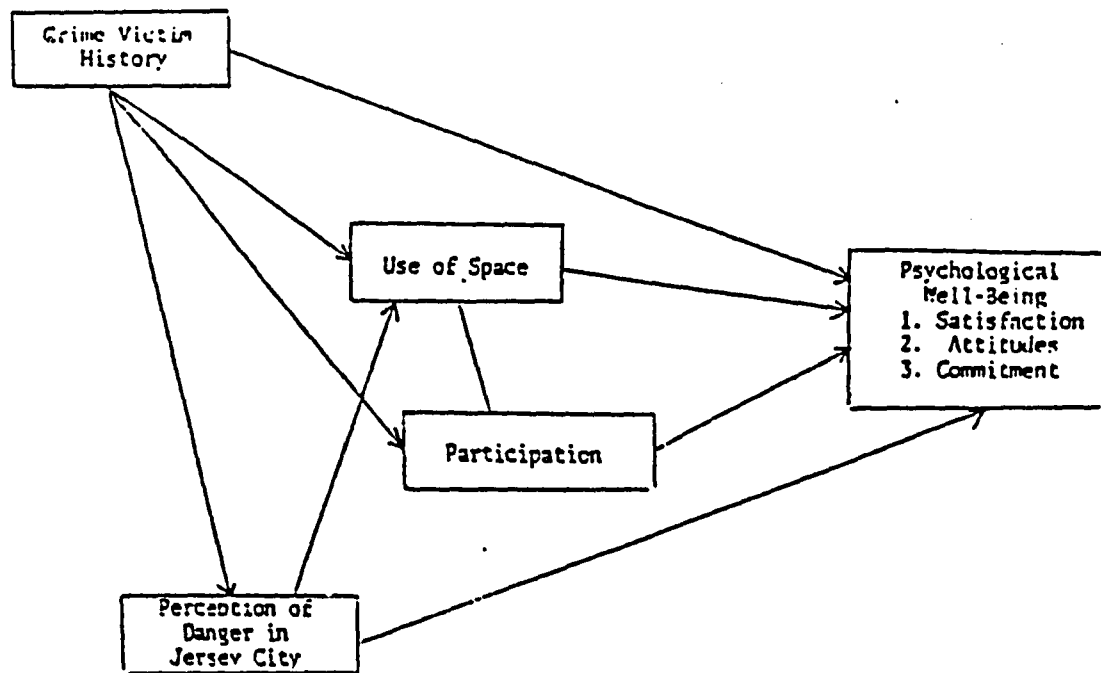 Crime Victim
History
Use of Space
Psychological
Well-Being
1. Satisfaction
2. Attitudes
3. Commitment
Participation
Perception of
Danger in
Jersey City